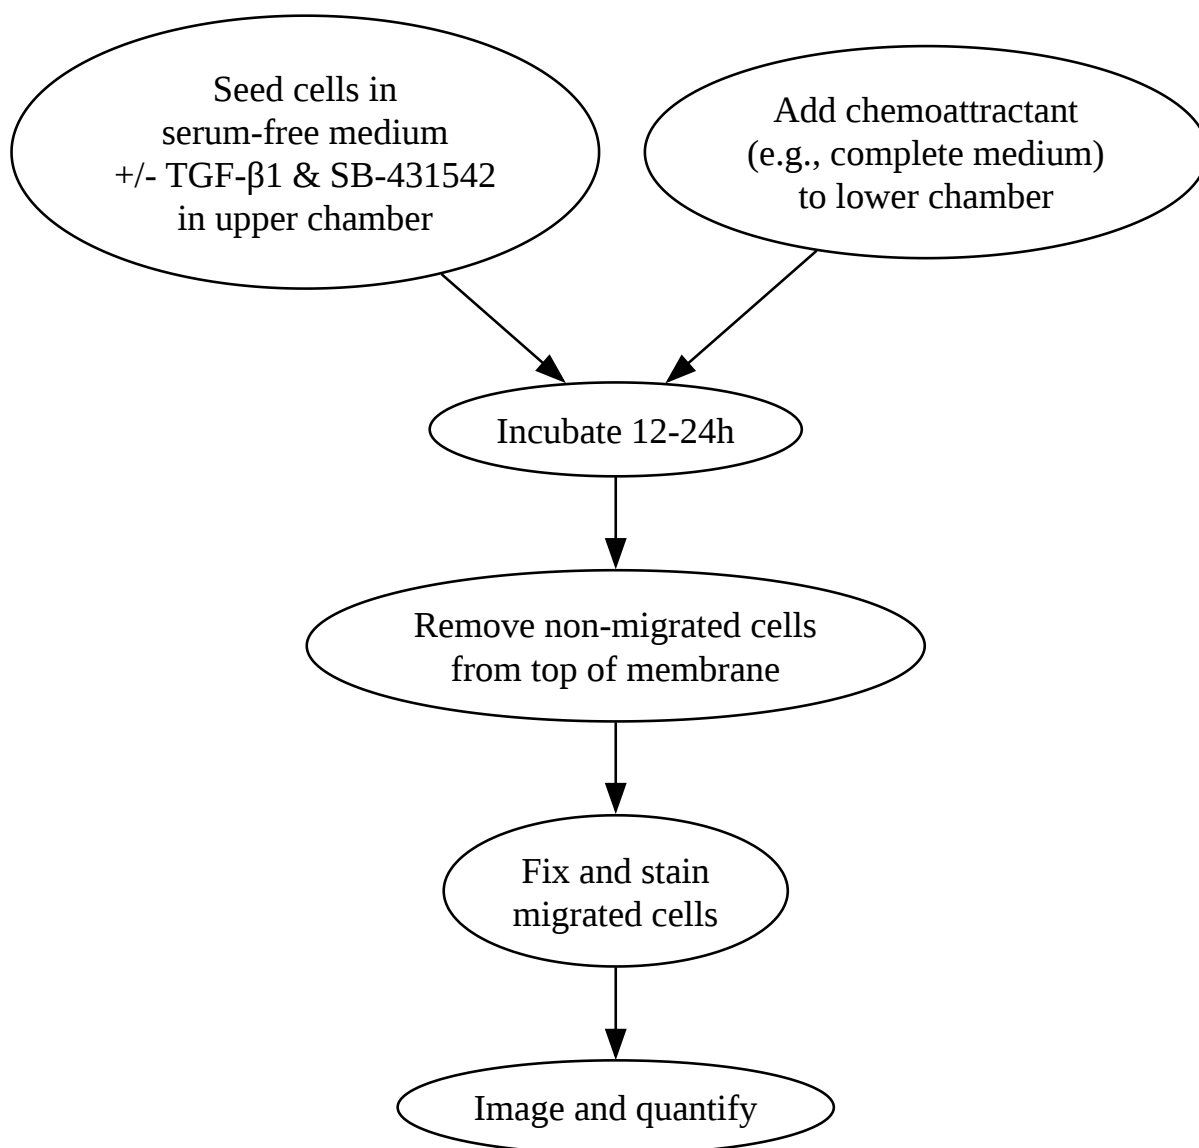 Seed cells in
serum-free medium
+/- TGF-β1 & SB-431542
in upper chamber
Add chemoattractant
(e.g., complete medium)
to lower chamber
Incubate 12-24h
Remove non-migrated cells
from top of membrane
Fix and stain
migrated cells
Image and quantify